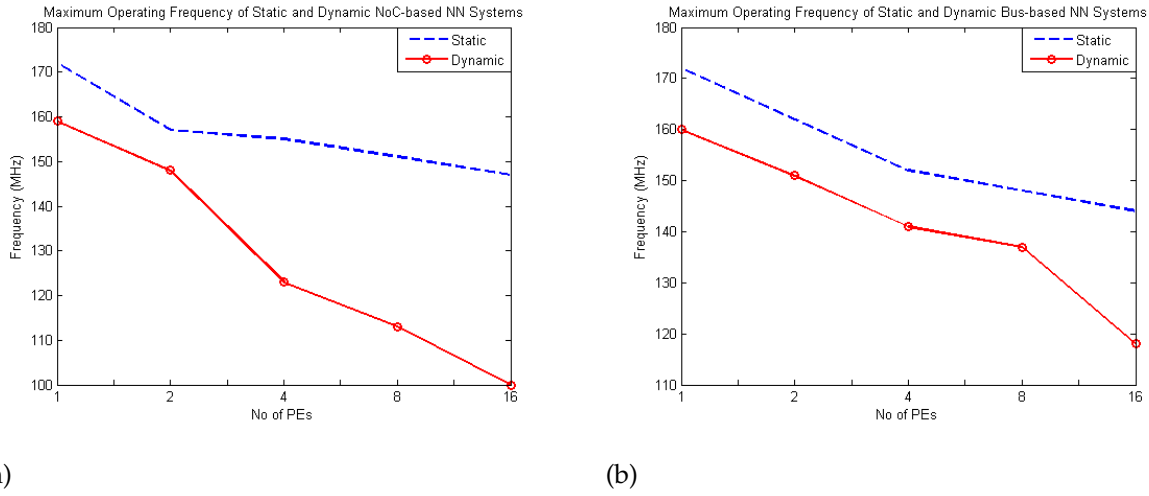 Maximum Operating Frequency of Static and Dynamic NoC-based NN Systems
180
170
160
150
140
130
120
110
100
Frequency (MHz)
1
2
4
8
16
No of PEs
Static
Dynamic
Maximum Operating Frequency of Static and Dynamic Bus-based NN Systems
180
170
160
150
140
130
120
110
Frequency (MHz)
1
2
4
8
16
No of PEs
Static
Dynamic
(b)